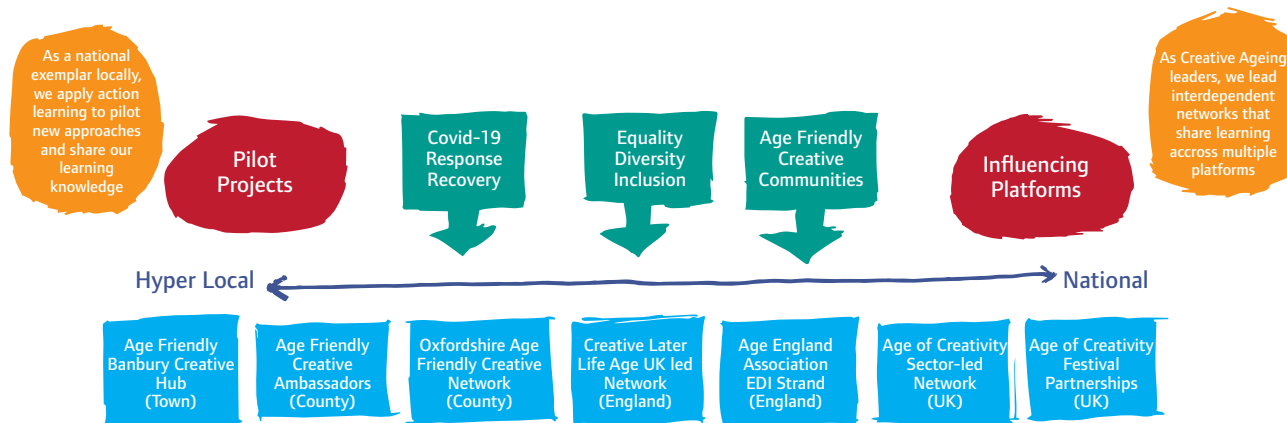 As a national
exemplar locally,
we apply action
learning to pilot
new approaches
and share our
learning
knowledge
Pilot
Projects
Covid-19
Response
Recovery
Equality
Diversity
Inclusion
Age Friendly
Creative
Communities
Influencing
Platforms
As Creative Ageing
leaders, we lead
interdependent
networks that
share learning
accross multiple
platforms
Hyper Local
National
Age Friendly
Banbury Creative
Hub
(Town)
Age Friendly
Creative
Ambassadors
(County)
Oxfordshire Age
Friendly Creative
Network
(County)
Creative Later
Life Age UK led
Network
(England)
Age England
Association
EDI Strand
(England)
Age of Creativity
Sector-led
Network
(UK)
Age of Creativity
Festival
Partnerships
(UK)